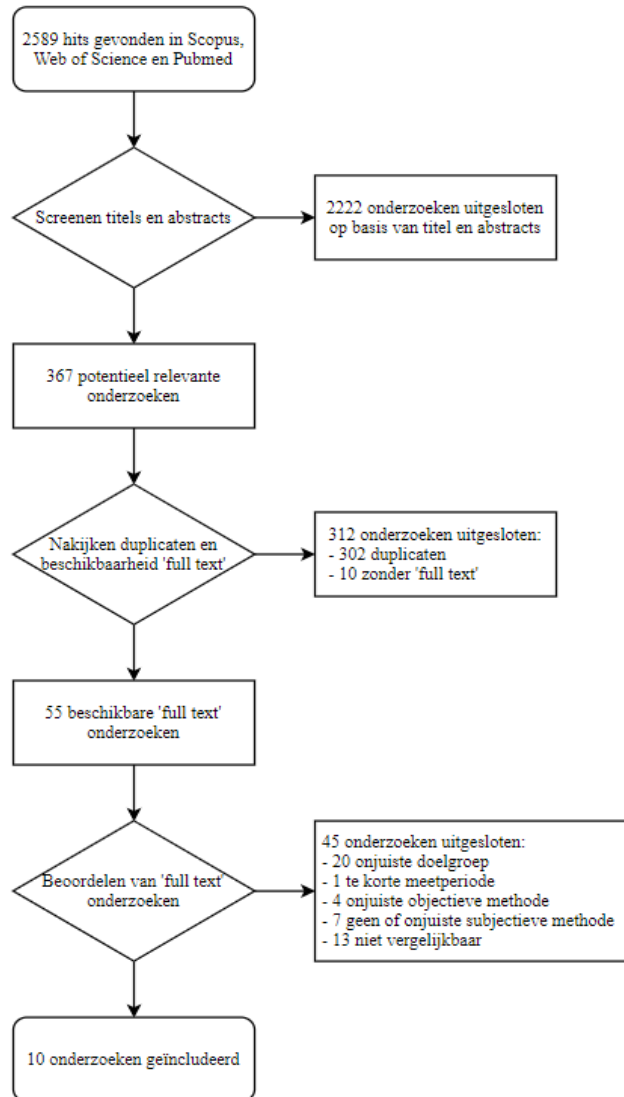 2589 hits gevonden in Scopus,
Web of Science en Pubmed
Screenen titels en abstracts
2222 onderzoeken uitgesloten
op basis van titel en abstracts
367 potentieel relevante
onderzoeken
Nakijken duplicaten en
beschikbaarheid 'full text'
312 onderzoeken uitgesloten:
- 302 duplicaten
- 10 zonder 'full text'
55 beschikbare 'full text'
onderzoeken
Beoordelen van 'full text'
onderzoeken
45 onderzoeken uitgesloten:
- 20 onjuiste doelgroep
- 1 te korte meetperiode
- 4 onjuiste objectieve methode
- 7 geen of onjuiste subjectieve methode
- 13 niet vergelijkbaar
10 onderzoeken geïncludeerd